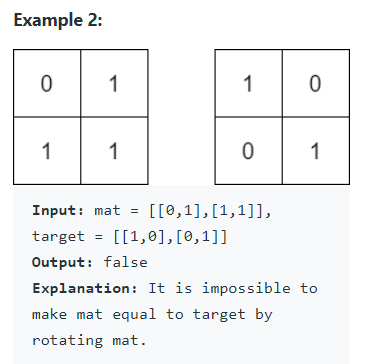 Example 2:
0 1 1 0
1 1 0 1
Input: mat = [[0,1],[1,1]],
target = [[1,0],[0,1]]
Output: false
Explanation: It is impossible to
make mat equal to target by
rotating mat.